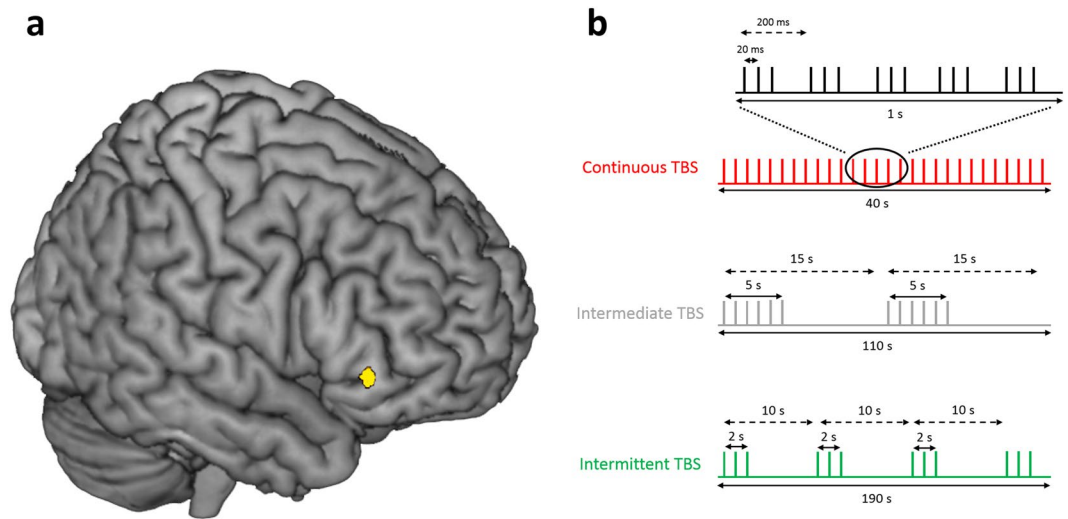 a
b
200 ms
20 ms
1 s
Continuous TBS
40 s
15 s 15 s
5 s 5 s
Intermediate TBS
110 s
10 s 10 s 10 s
2 s 2 s 2 s
Intermittent TBS
190 s